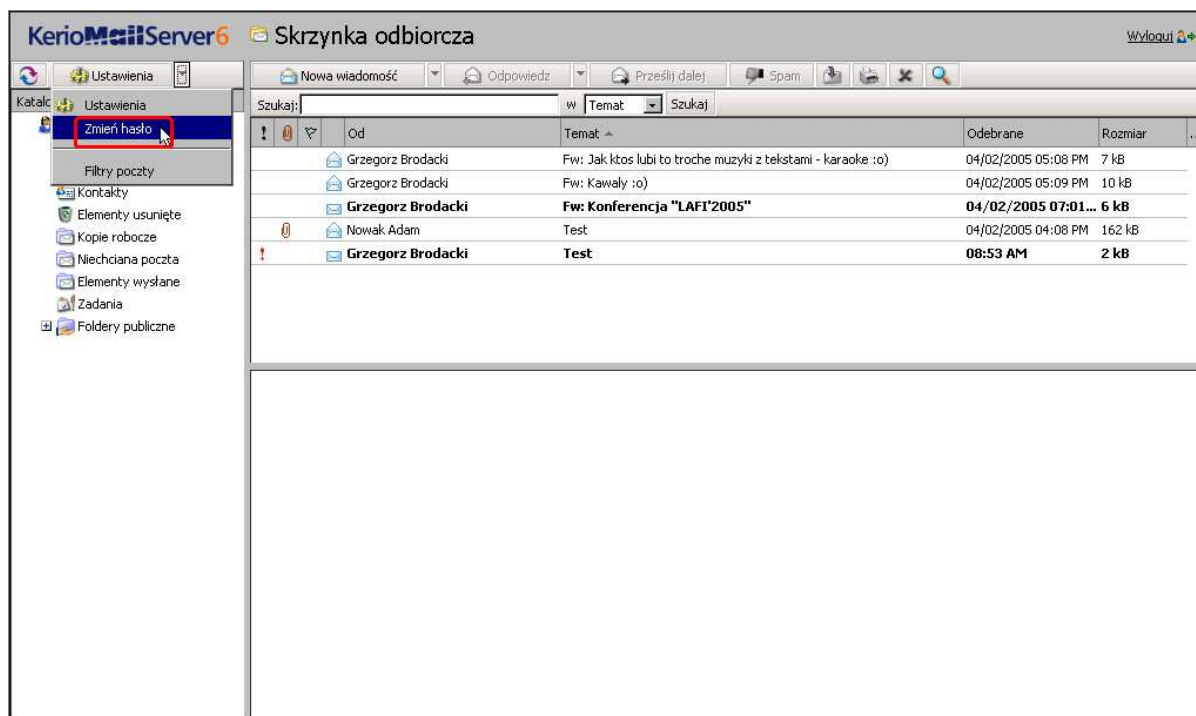 KerioMailServer6 Skrzynka odbiorcza Wyloguj
Ustawienia Nowa wiadomość Odpowiedz Prześlij dalej Spam
Katalo Szukaj: w Temat Szukaj
Ustawienia
Zmień hasło
Filtry poczty
! Od Temat Odebrane Rozmiar ..
Grzegorz Brodacki Fw: Jak ktos lubi to troche muzyki z tekstami - karaoke :o) 04/02/2005 05:08 PM 7 kB
Grzegorz Brodacki Fw: Kawaly :o) 04/02/2005 05:09 PM 10 kB
Grzegorz Brodacki Fw: Konferencja "LAFI'2005" 04/02/2005 07:01... 6 kB
Nowak Adam Test 04/02/2005 04:08 PM 162 kB
! Grzegorz Brodacki Test 08:53 AM 2 kB
Kontakty
Elementy usunięte
Kopie robocze
Niechciana poczta
Elementy wysłane
Zadania
Foldery publiczne